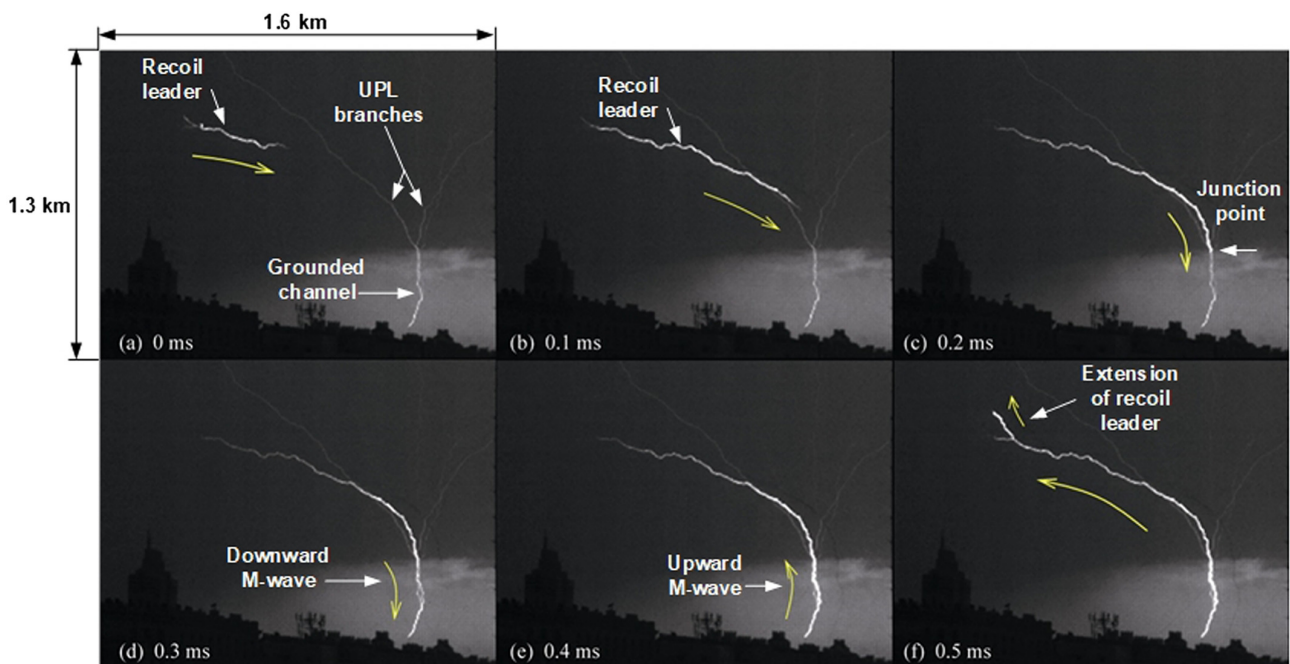 1.6 km
1.3 km
Recoil
leader
UPL
branches
Grounded
channel
(a) 0 ms
Recoil
leader
(b) 0.1 ms
Junction
point
(c) 0.2 ms
Downward
M-wave
(d) 0.3 ms
Upward
M-wave
(e) 0.4 ms
Extension
of recoil
leader
(f) 0.5 ms